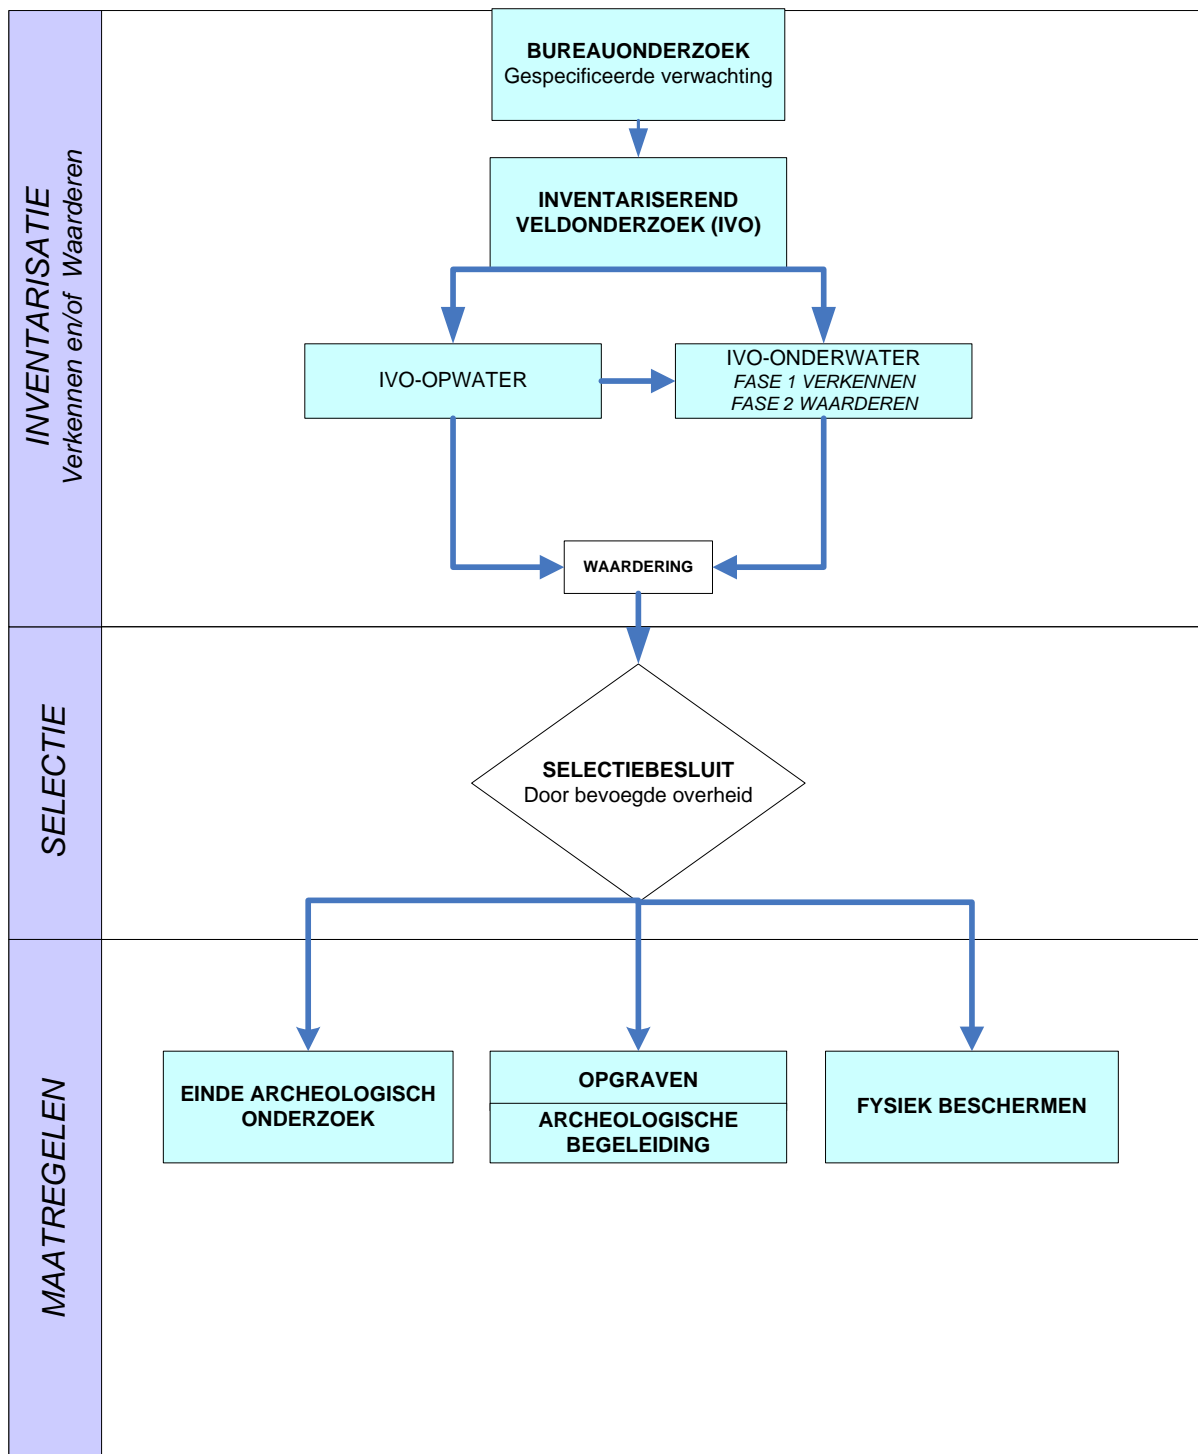 INVENTARISATIE
Verkennen en/of Waarderen
BUREAUONDERZOEK
Gespecificeerde verwachting
INVENTARISEREND
VELDONDERZOEK (IVO)
IVO-OPWATER
IVO-ONDERWATER
FASE 1 VERKENNEN
FASE 2 WAARDEREN
WAARDERING
SELECTIE
SELECTIEBESLUIT
Door bevoegde overheid
MAATREGELEN
EINDE ARCHEOLOGISCH
ONDERZOEK
OPGRAVEN
ARCHEOLOGISCHE
BEGELEIDING
FYSIEK BESCHERMEN